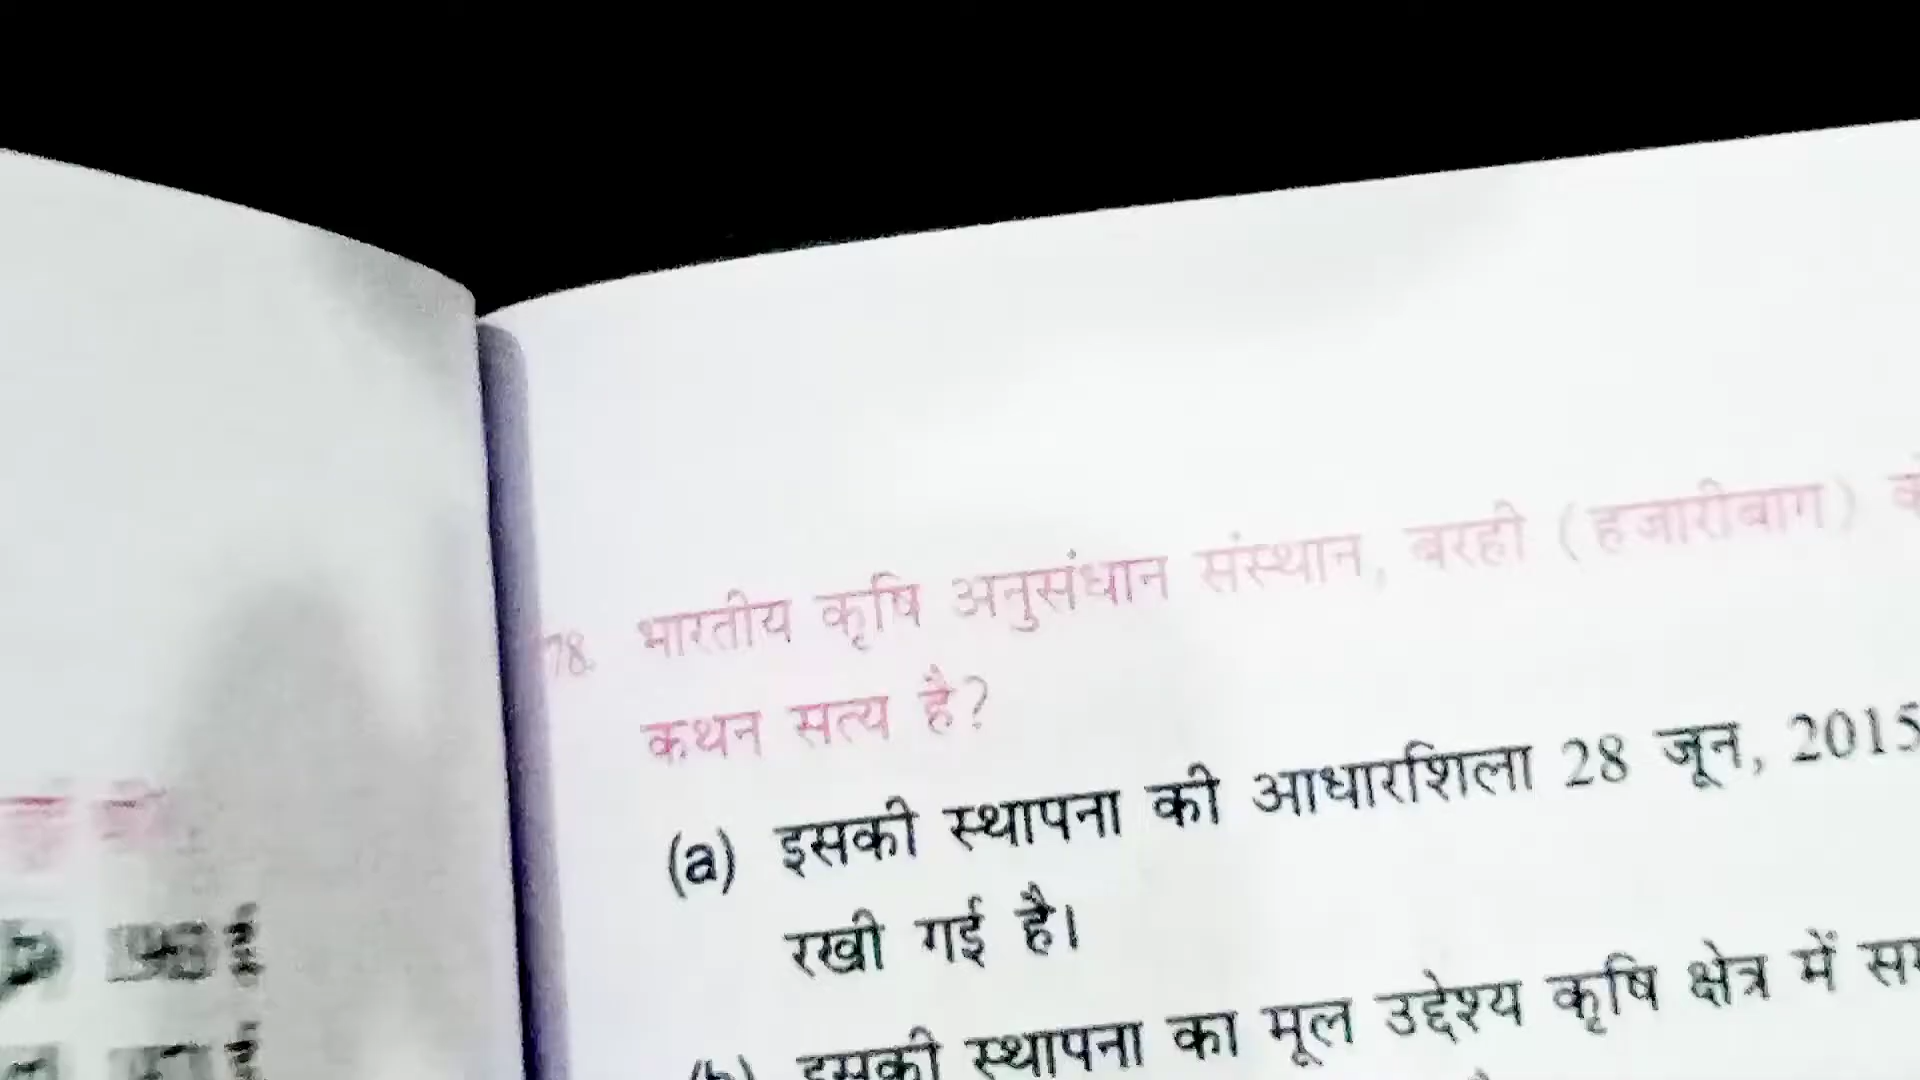 78. भारतीय कृषि अनुसंधान संस्थान, बरही (हजारीबाग)
कथन सत्य है?
(a) इसकी स्थापना की आधारशिला 28 जून, 2015
रखी गई है।
(b) इसकी स्थापना का मूल उद्देश्य कृषि क्षेत्र में